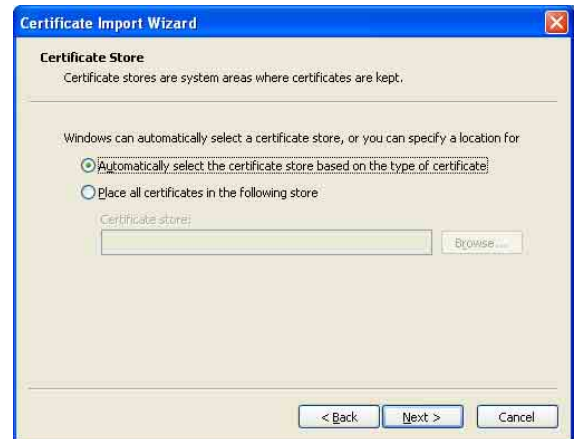 Certificate Import Wizard
Certificate Store
Certificate stores are system areas where certificates are kept.
Windows can automatically select a certificate store, or you can specify a location for
Automatically select the certificate store based on the type of certificate
Place all certificates in the following store
Certificate store:
Browse...
< Back Next > Cancel